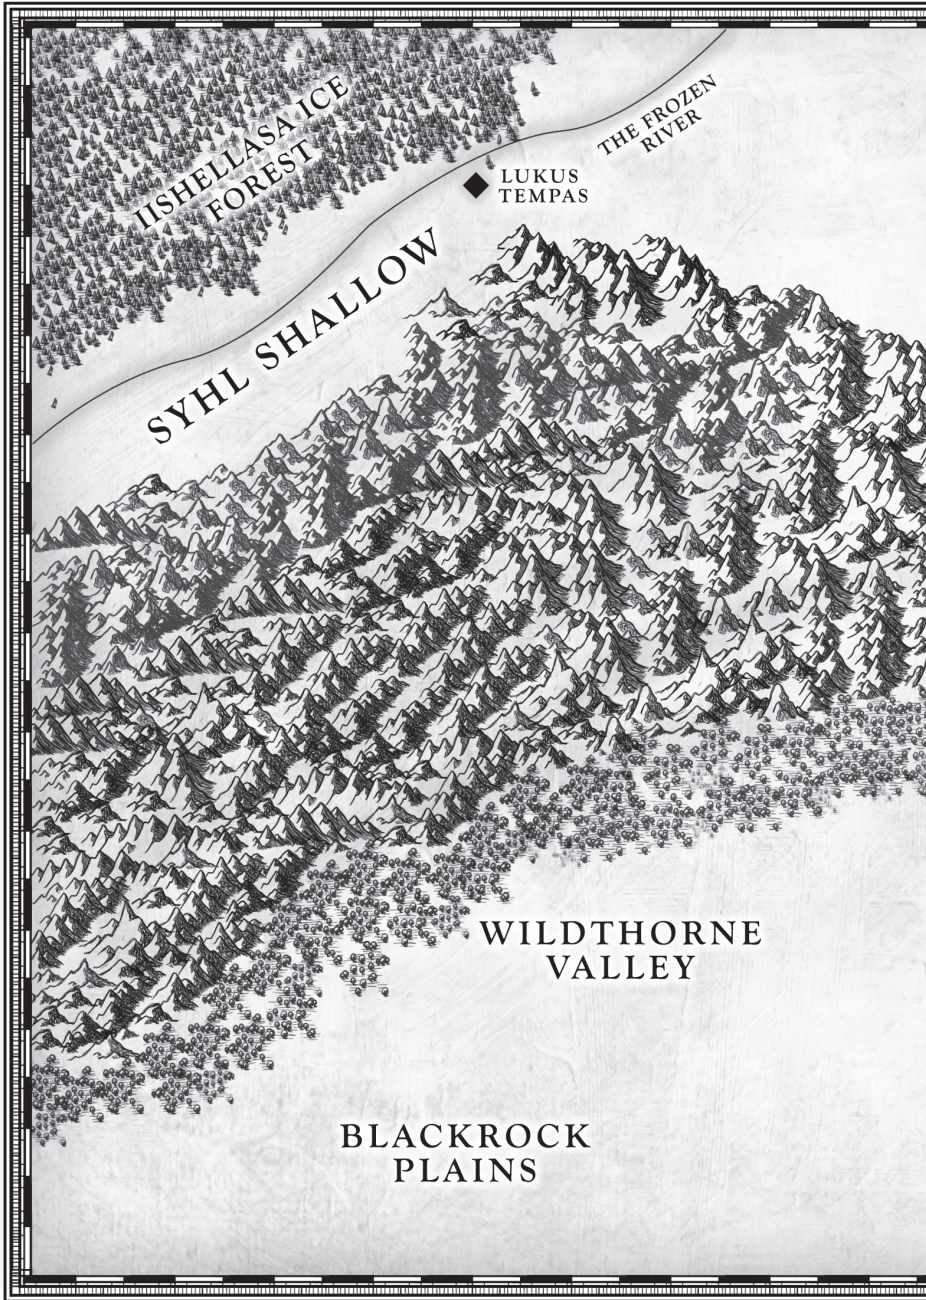 IISHELLASA ICE
FOREST
THE FROZEN
RIVER
LUKUS
TEMPAS
SYHL SHALLOW
WILDTHORNE
VALLEY
BLACKROCK
PLAINS